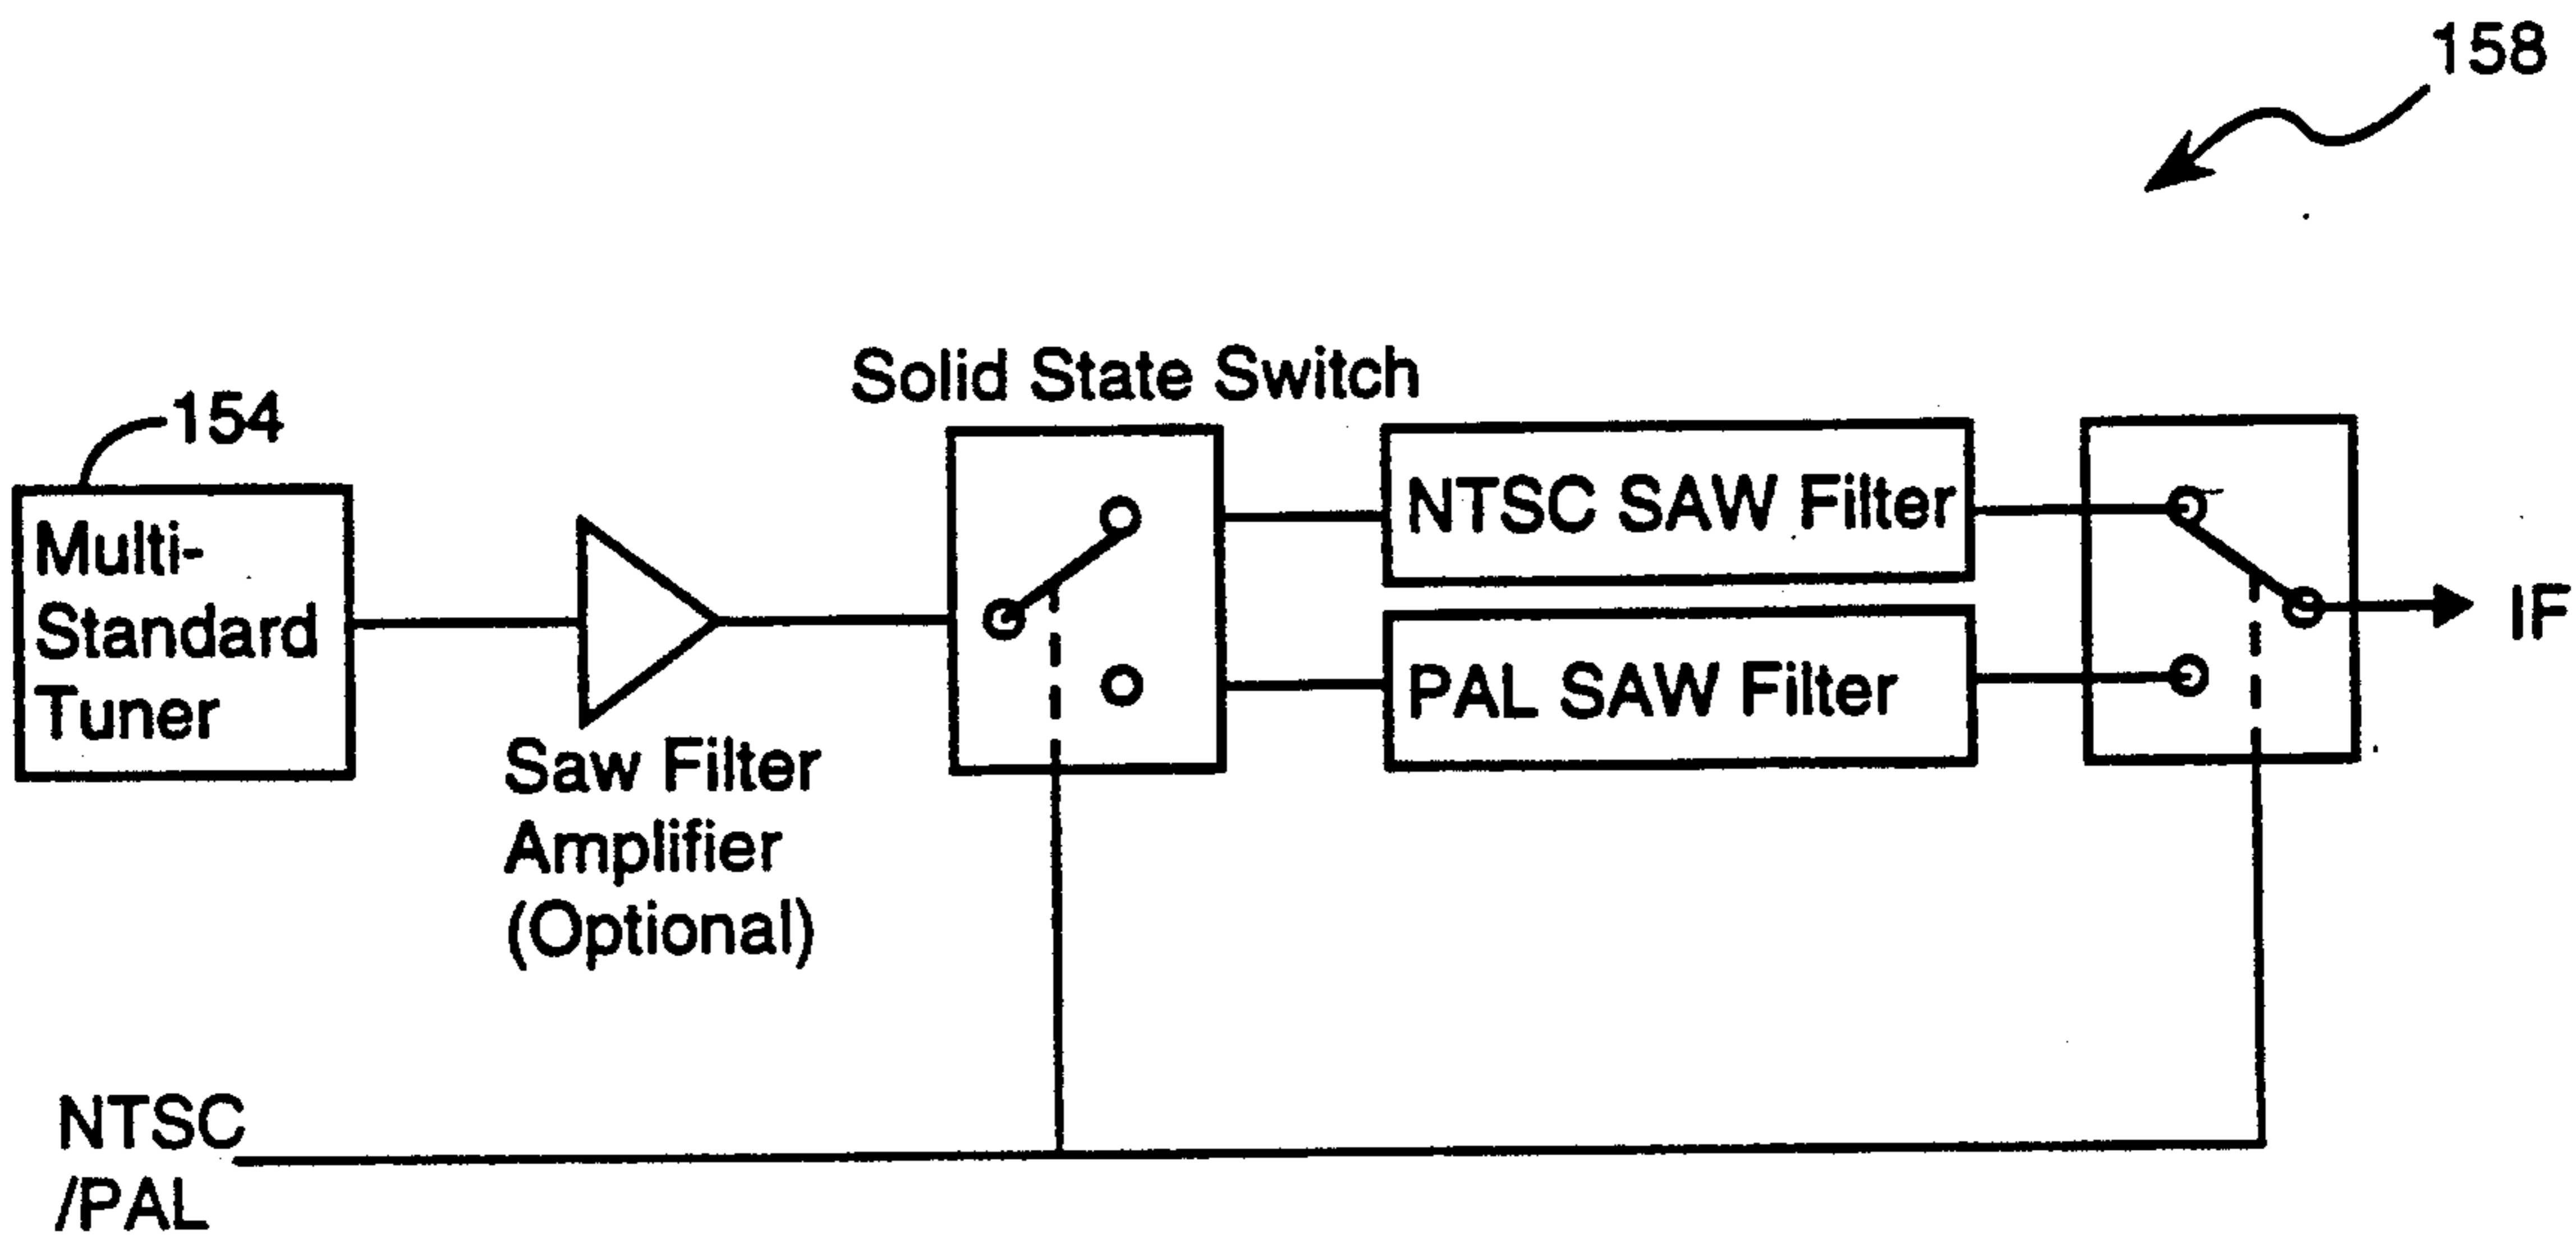 158
154
Solid State Switch
Multi-
Standard
Tuner
Saw Filter
Amplifier
(Optional)
NTSC SAW Filter
PAL SAW Filter
IF
NTSC
/PAL